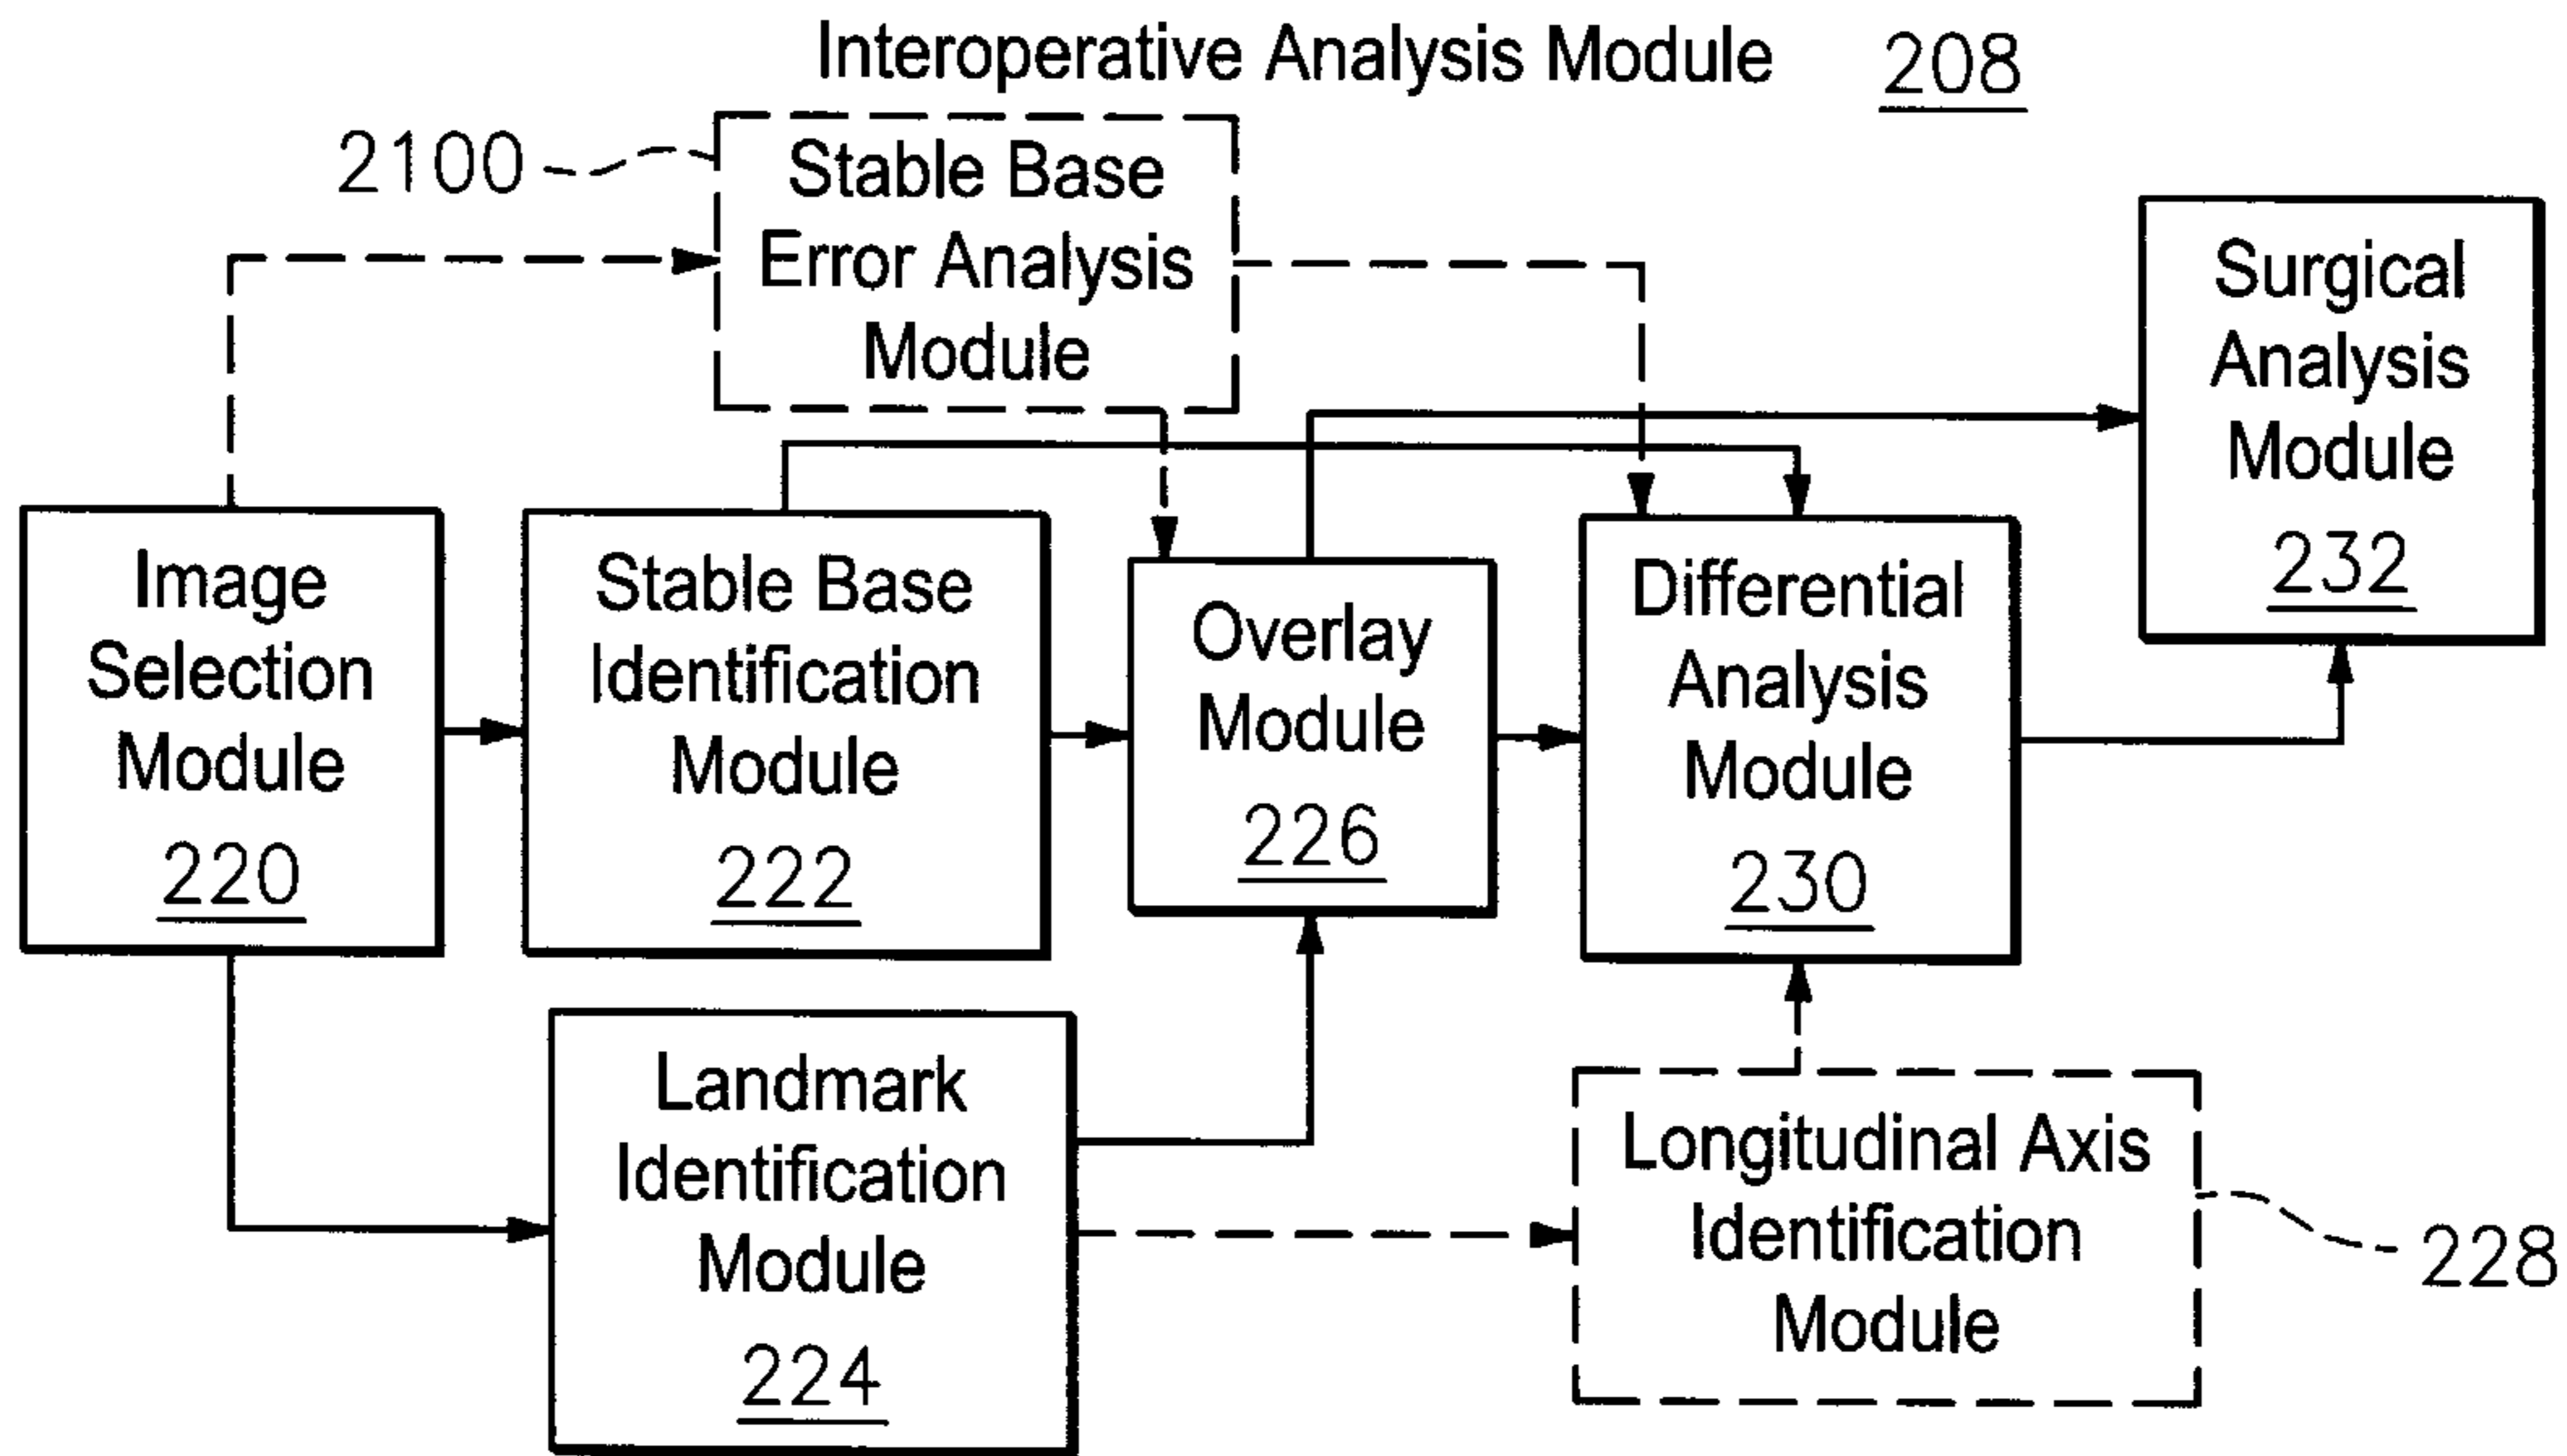 Interoperative Analysis Module 208
2100
Stable Base
Error Analysis
Module
Surgical
Analysis
Module
232
Image
Selection
Module
220
Stable Base
Identification
Module
222
Overlay
Module
226
Differential
Analysis
Module
230
Landmark
Identification
Module
224
Longitudinal Axis
Identification
Module
228